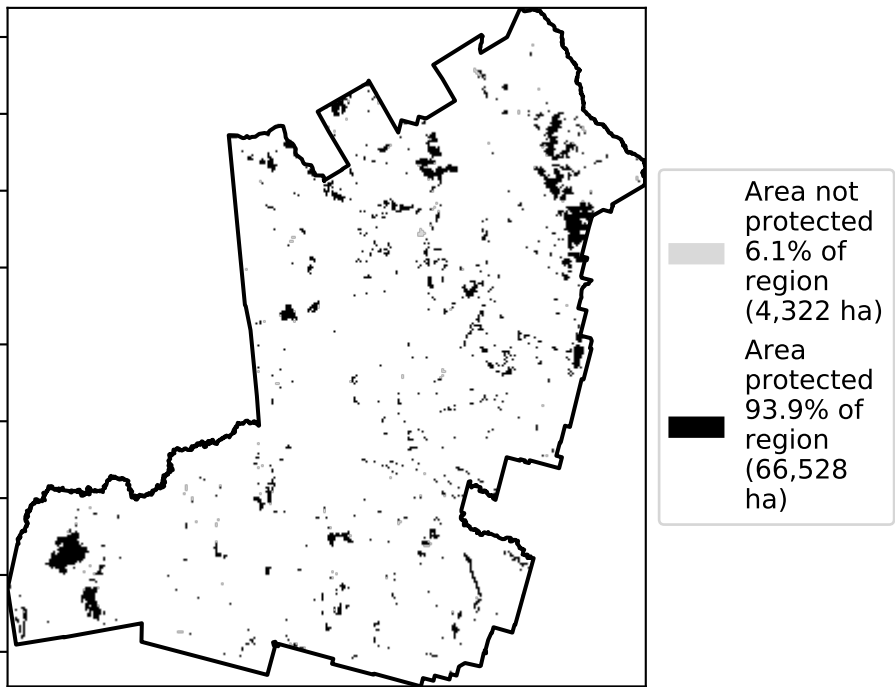 Area not
protected
6.1% of
region
(4,322 ha)
Area
protected
93.9% of
region
(66,528
ha)